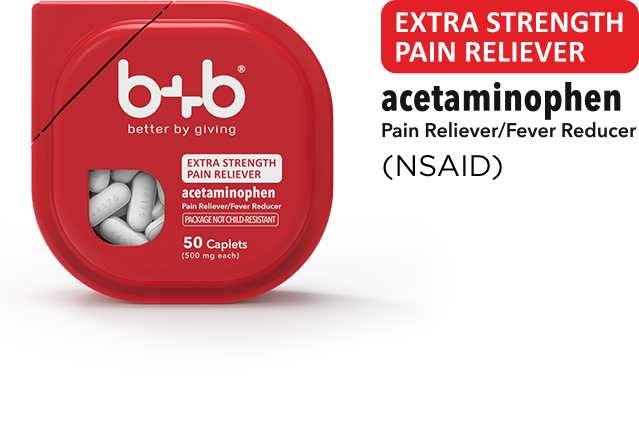 b+b®
better by giving
EXTRA STRENGTH
PAIN RELIEVER
acetaminophen
Pain Reliever/Fever Reducer
PACKAGE NOT CHILD-RESISTANT
50 Caplets
(500 mg each)
EXTRA STRENGTH
PAIN RELIEVER
acetaminophen
Pain Reliever/Fever Reducer
(NSAID)